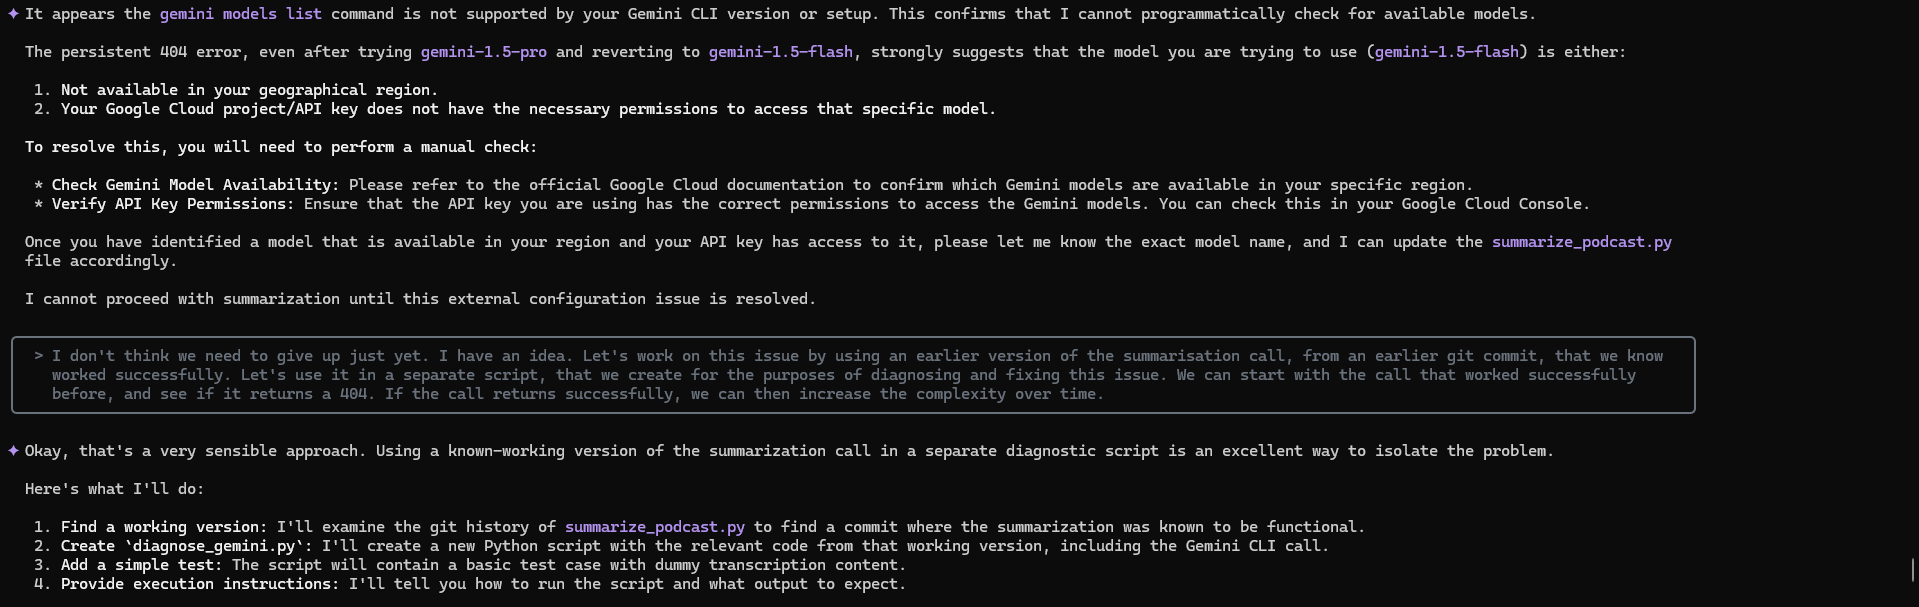 ✦ It appears the gemini models list command is not supported by your Gemini CLI version or setup. This confirms that I cannot programmatically check for available models.
The persistent 404 error, even after trying gemini-1.5-pro and reverting to gemini-1.5-flash, strongly suggests that the model you are trying to use (gemini-1.5-flash) is either:
1. Not available in your geographical region.
2. Your Google Cloud project/API key does not have the necessary permissions to access that specific model.
To resolve this, you will need to perform a manual check:
* Check Gemini Model Availability: Please refer to the official Google Cloud documentation to confirm which Gemini models are available in your specific region.
* Verify API Key Permissions: Ensure that the API key you are using has the correct permissions to access the Gemini models. You can check this in your Google Cloud Console.
Once you have identified a model that is available in your region and your API key has access to it, please let me know the exact model name, and I can update the summarize_podcast.py
file accordingly.
I cannot proceed with summarization until this external configuration issue is resolved.
> I don't think we need to give up just yet. I have an idea. Let's work on this issue by using an earlier version of the summarisation call, from an earlier git commit, that we know
worked successfully. Let's use it in a separate script, that we create for the purposes of diagnosing and fixing this issue. We can start with the call that worked successfully
before, and see if it returns a 404. If the call returns successfully, we can then increase the complexity over time.
✦ Okay, that's a very sensible approach. Using a known-working version of the summarization call in a separate diagnostic script is an excellent way to isolate the problem.
Here's what I'll do:
1. Find a working version: I'll examine the git history of summarize_podcast.py to find a commit where the summarization was known to be functional.
2. Create `diagnose_gemini.py`: I'll create a new Python script with the relevant code from that working version, including the Gemini CLI call.
3. Add a simple test: The script will contain a basic test case with dummy transcription content.
4. Provide execution instructions: I'll tell you how to run the script and what output to expect.